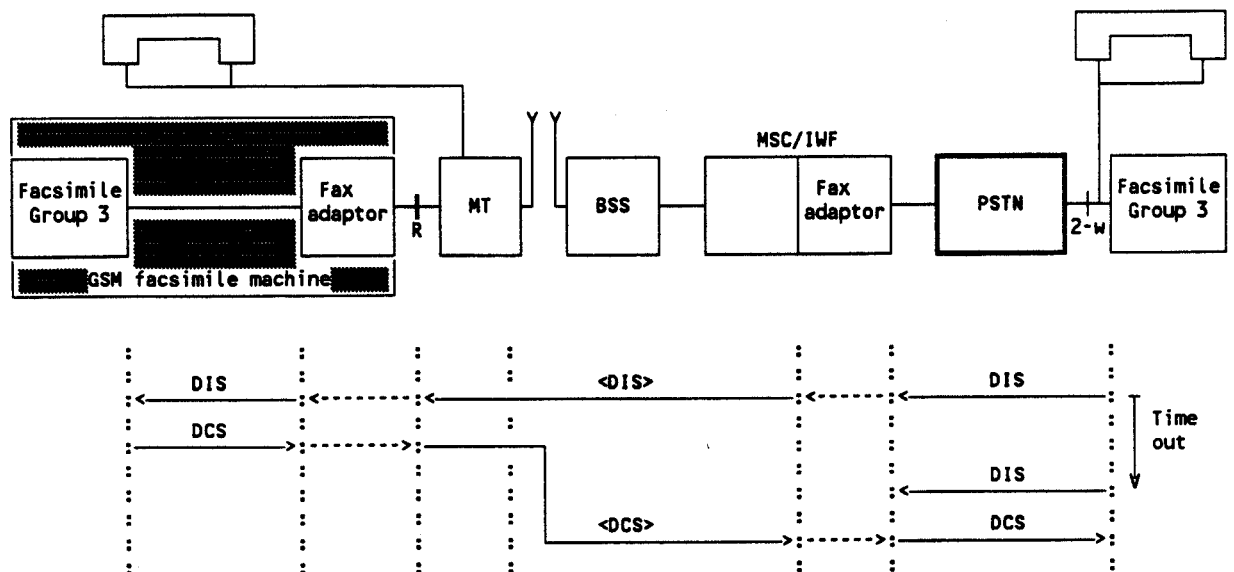 MSC/IWF
Facsimile
Group 3
Fax
adaptor
R
MT
BSS
Fax
adaptor
PSTN
2-w
Facsimile
Group 3
GSM facsimile machine
DIS
<DIS>
DIS
Time
out
DCS
DIS
<DCS>
DCS